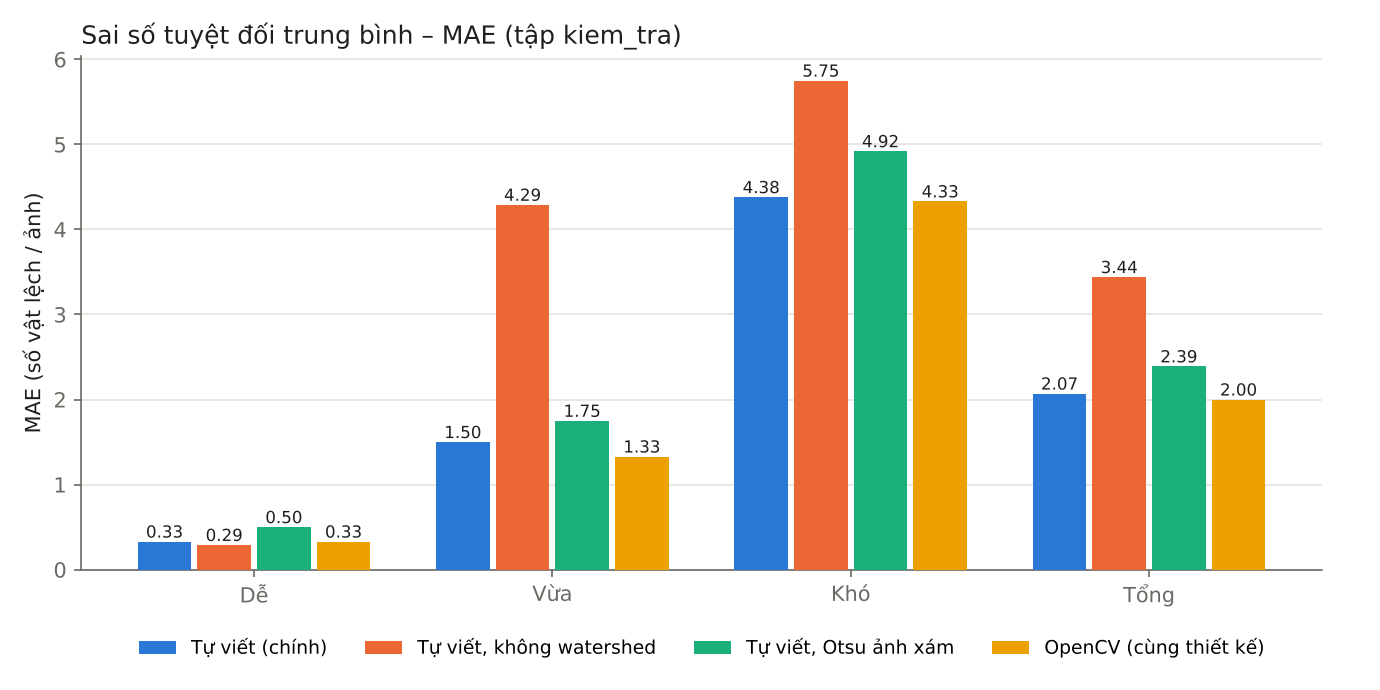 Sai số tuyệt đối trung bình – MAE (tập kiem_tra)
MAE (số vật lệch / ảnh)
6
5
4
3
2
1
0
0.33
0.29
0.50
0.33
1.50
4.29
1.75
1.33
4.38
5.75
4.92
4.33
2.07
3.44
2.39
2.00
Dễ
Vừa
Khó
Tổng
Tự viết (chính)
Tự viết, không watershed
Tự viết, Otsu ảnh xám
OpenCV (cùng thiết kế)